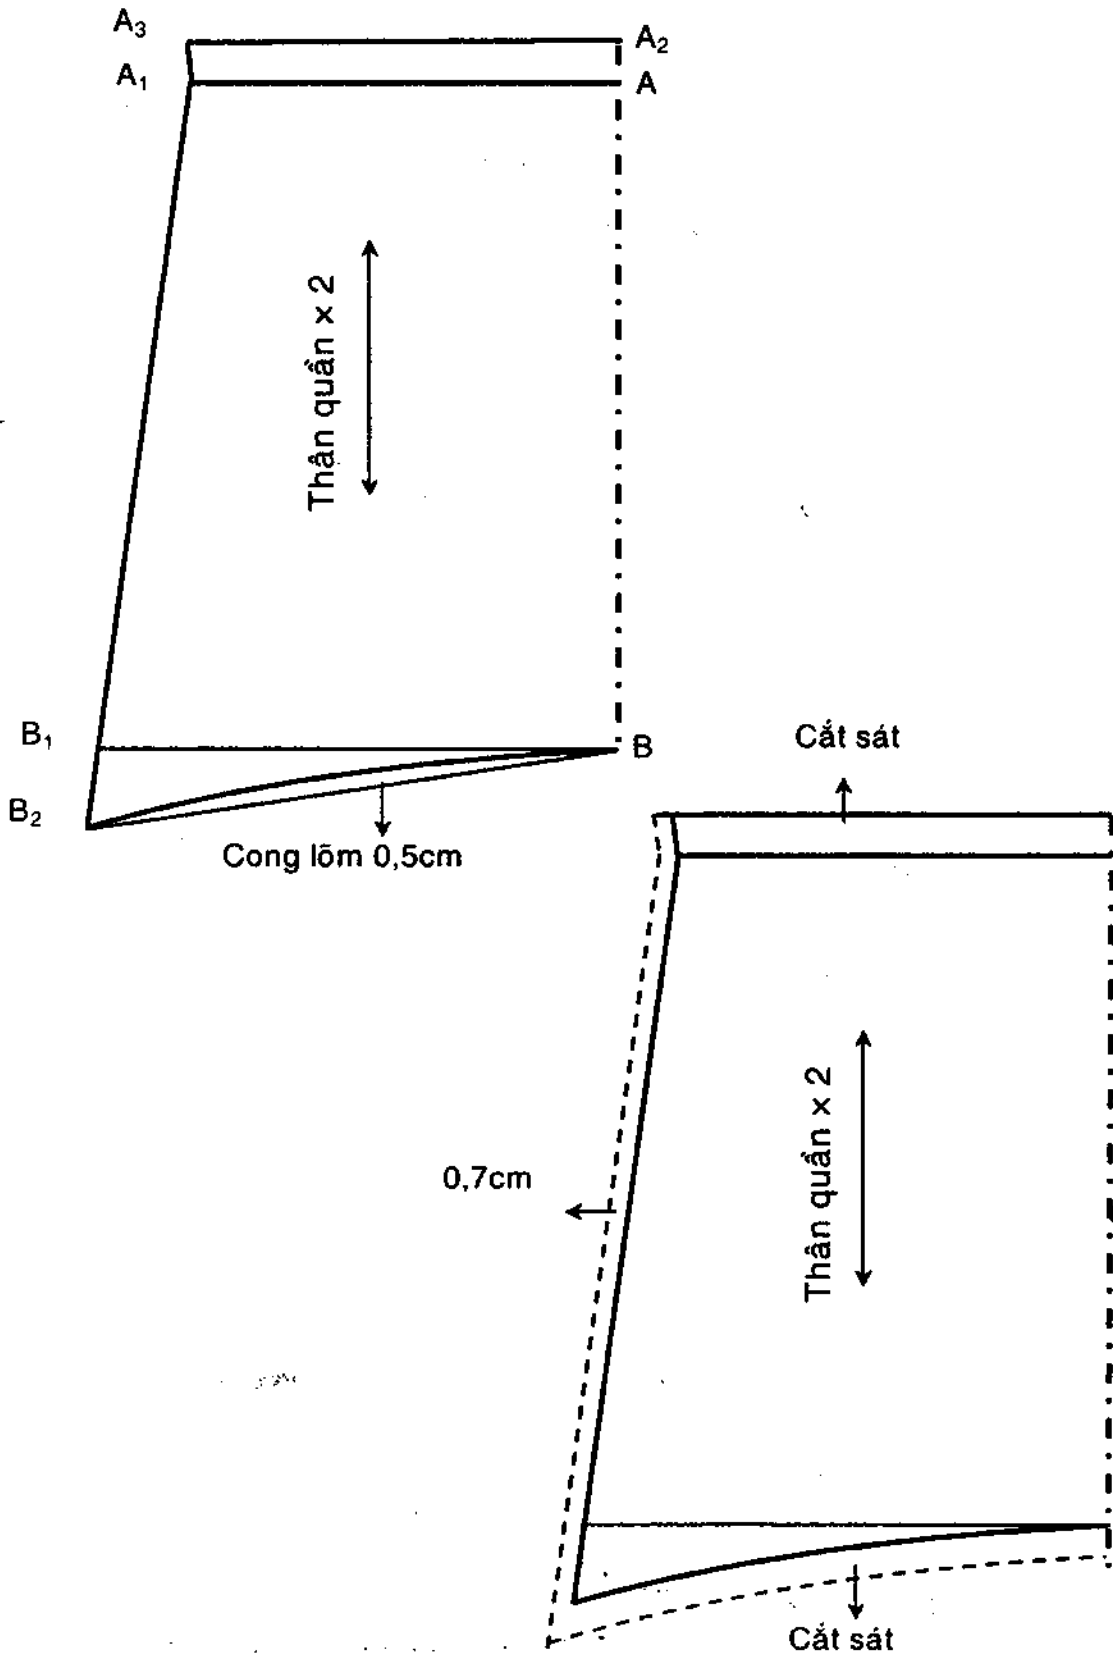 A₃
A₂
A₁
A
Thân quần x 2
B₁
B
B₂
Cong lõm 0,5cm
Cắt sát
Thân quần x 2
0,7cm
Cắt sát